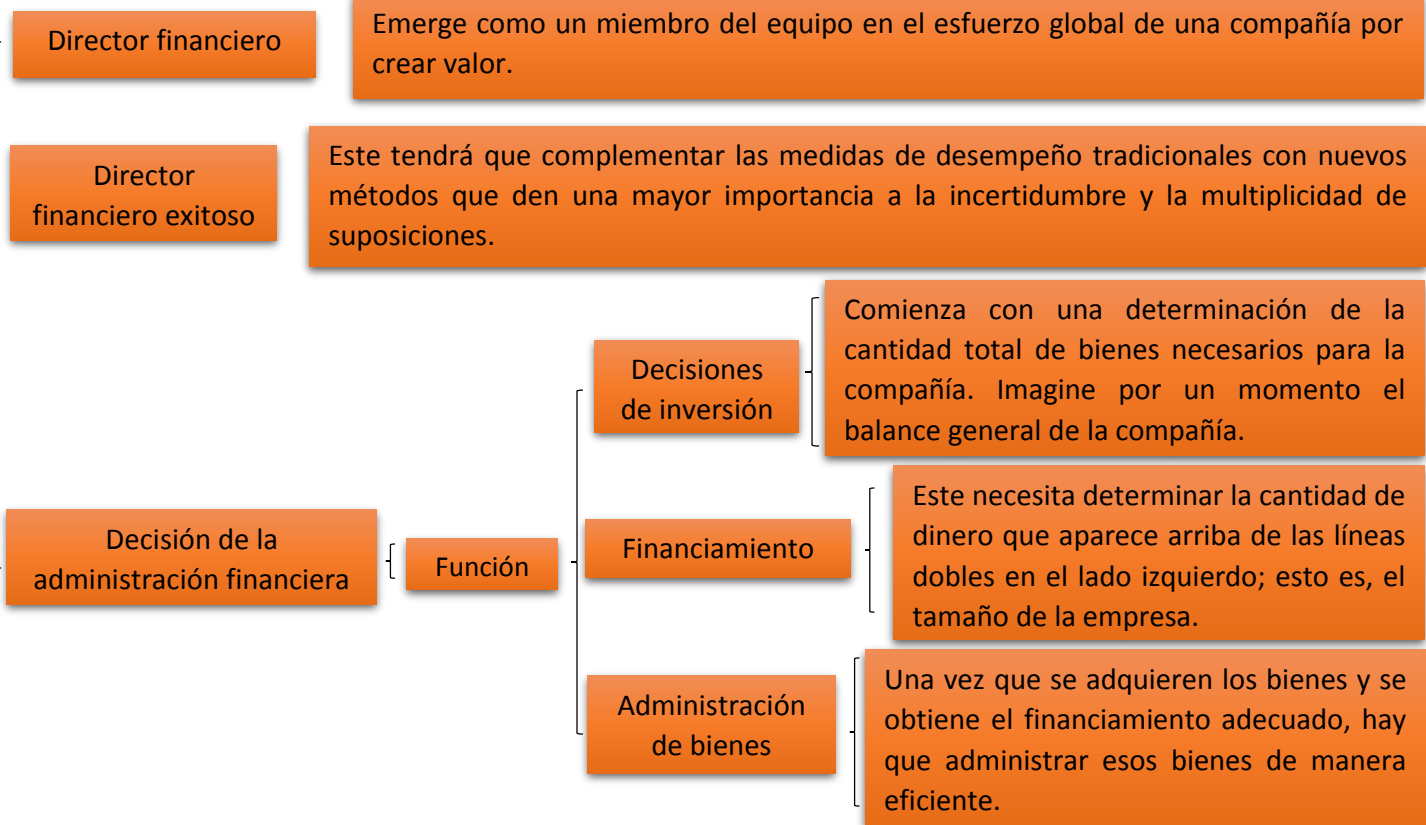 Director financiero
Emerge como un miembro del equipo en el esfuerzo global de una compañía por
crear valor.
Director
financiero exitoso
Este tendrá que complementar las medidas de desempeño tradicionales con nuevos
métodos que den una mayor importancia a la incertidumbre y la multiplicidad de
suposiciones.
Decisión de la
administración financiera
Función
Decisiones
de inversión
Comienza con una determinación de la
cantidad total de bienes necesarios para la
compañía. Imagine por un momento el
balance general de la compañía.
Financiamiento
Este necesita determinar la cantidad de
dinero que aparece arriba de las líneas
dobles en el lado izquierdo; esto es, el
tamaño de la empresa.
Administración
de bienes
Una vez que se adquieren los bienes y se
obtiene el financiamiento adecuado, hay
que administrar esos bienes de manera
eficiente.